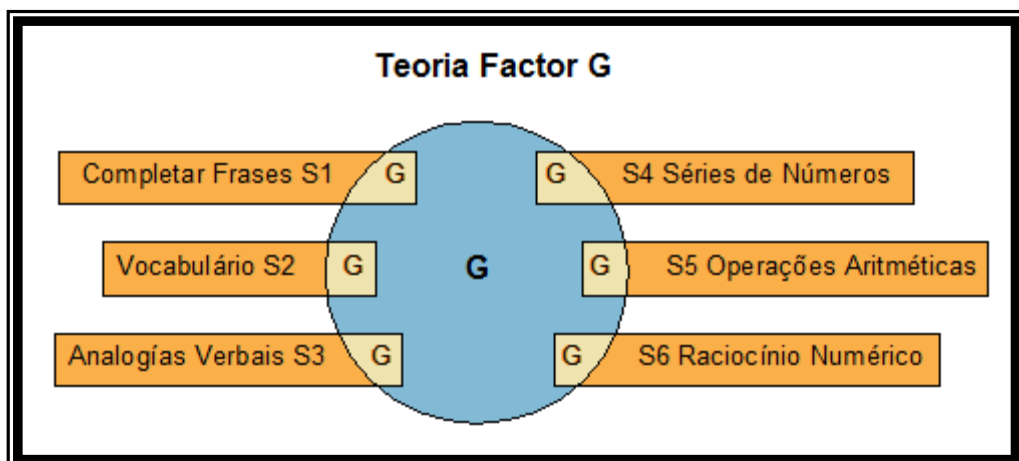 Teoria Factor G
Completar Frases S1 G
G S4 Séries de Números
Vocabulário S2 G
G
G S5 Operações Aritméticas
Analogías Verbais S3 G
G S6 Raciocínio Numérico